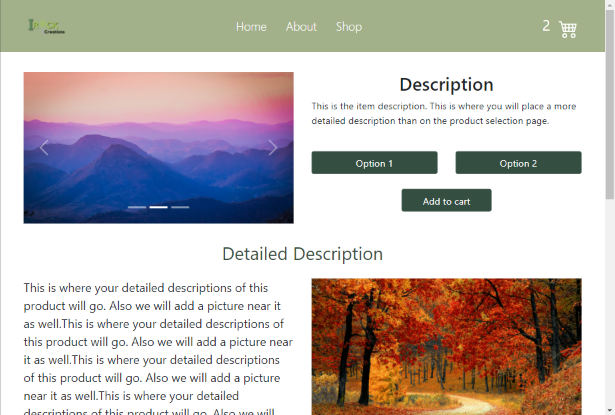 Creations
Home About Shop 2
Description
This is the item description. This is where you will place a more
detailed description than on the product selection page.
Option 1 Option 2
Add to cart
Detailed Description
This is where your detailed descriptions of this
product will go. Also we will add a picture near it
as well.This is where your detailed descriptions of
this product will go. Also we will add a picture near
it as well.This is where your detailed descriptions
of this product will go. Also we will add a picture
near it as well.This is where your detailed
descriptions of this product will go. Also we will